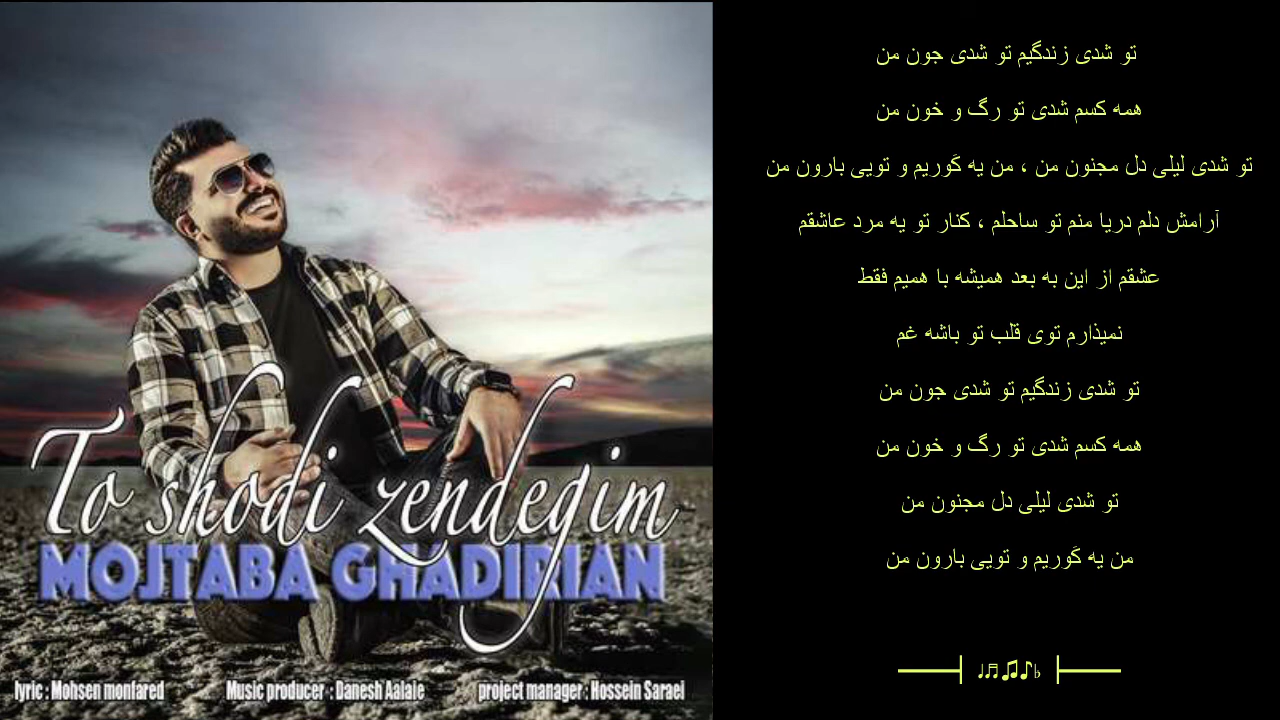 To shodi zendegim
MOJTABA GHADIRIAN
lyric : Mohsen monfared
Music producer : Danesh Aalaie
project manager : Hossein Saraei
تو شدی زندگیم تو شدی جون من
همه کسم شدی تو رگ و خون من
تو شدی لیلی دل مجنون من ، من یه کَوریم و تویی بارون من
آرامش دلم دریا منم تو ساحلم ، کنار تو یه مرد عاشقم
عشقم از این به بعد همیشه با همیم فقط
نمیذارم توی قلب تو باشه غم
تو شدی زندگیم تو شدی جون من
همه کسم شدی تو رگ و خون من
تو شدی لیلی دل مجنون من
من یه کَوریم و تویی بارون من